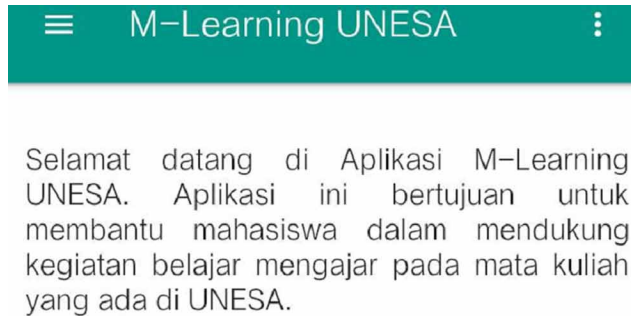 M-Learning UNESA
Selamat datang di Aplikasi M-Learning
UNESA. Aplikasi ini bertujuan untuk
membantu mahasiswa dalam mendukung
kegiatan belajar mengajar pada mata kuliah
yang ada di UNESA.